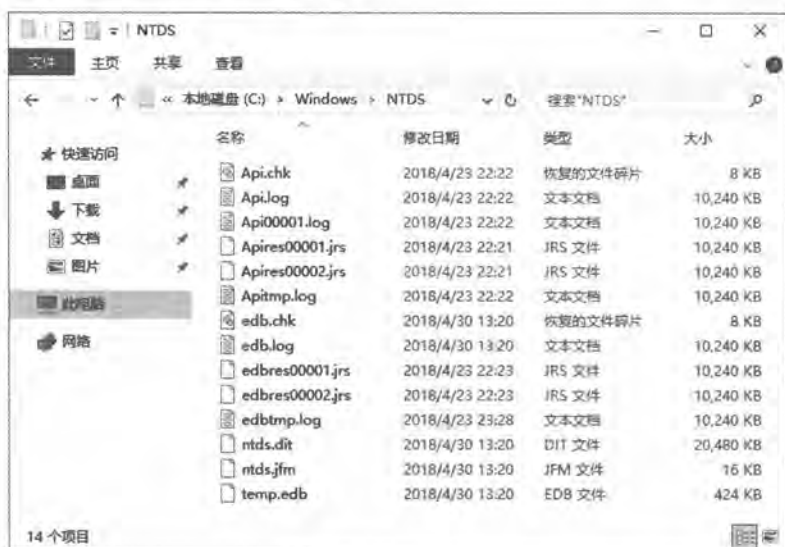 NTDS
文件 主页 共享 查看
« 本地磁盘 (C:) › Windows › NTDS 搜索"NTDS"
名称 修改日期 类型 大小
快速访问
桌面
下载
文档
图片
此电脑
网络
Api.chk 2018/4/23 22:22 恢复的文件碎片 8 KB
Api.log 2018/4/23 22:22 文本文档 10,240 KB
Api00001.log 2018/4/23 22:22 文本文档 10,240 KB
Apires00001.jrs 2018/4/23 22:21 JRS 文件 10,240 KB
Apires00002.jrs 2018/4/23 22:21 JRS 文件 10,240 KB
Apitmp.log 2018/4/23 22:22 文本文档 10,240 KB
edb.chk 2018/4/30 13:20 恢复的文件碎片 8 KB
edb.log 2018/4/30 13:20 文本文档 10,240 KB
edbres00001.jrs 2018/4/23 22:23 JRS 文件 10,240 KB
edbres00002.jrs 2018/4/23 22:23 JRS 文件 10,240 KB
edbtmp.log 2018/4/23 23:28 文本文档 10,240 KB
ntds.dit 2018/4/30 13:20 DIT 文件 20,480 KB
ntds.jfm 2018/4/30 13:20 JFM 文件 16 KB
temp.edb 2018/4/30 13:20 EDB 文件 424 KB
14 个项目